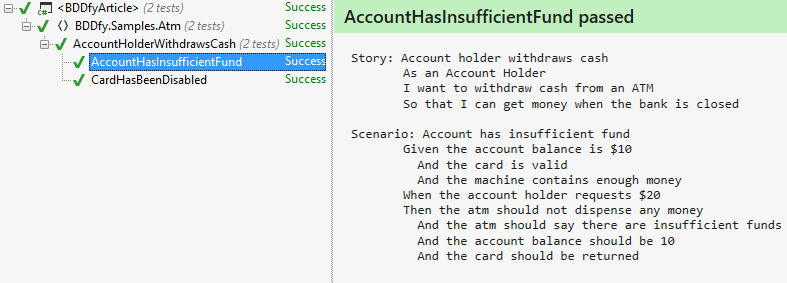 <BDDfyArticle> (2 tests) Success
BDDfy.Samples.Atm (2 tests) Success
AccountHolderWithdrawsCash (2 tests) Success
AccountHasInsufficientFund Success
CardHasBeenDisabled Success
AccountHasInsufficientFund passed
Story: Account holder withdraws cash
As an Account Holder
I want to withdraw cash from an ATM
So that I can get money when the bank is closed
Scenario: Account has insufficient fund
Given the account balance is $10
And the card is valid
And the machine contains enough money
When the account holder requests $20
Then the atm should not dispense any money
And the atm should say there are insufficient funds
And the account balance should be 10
And the card should be returned